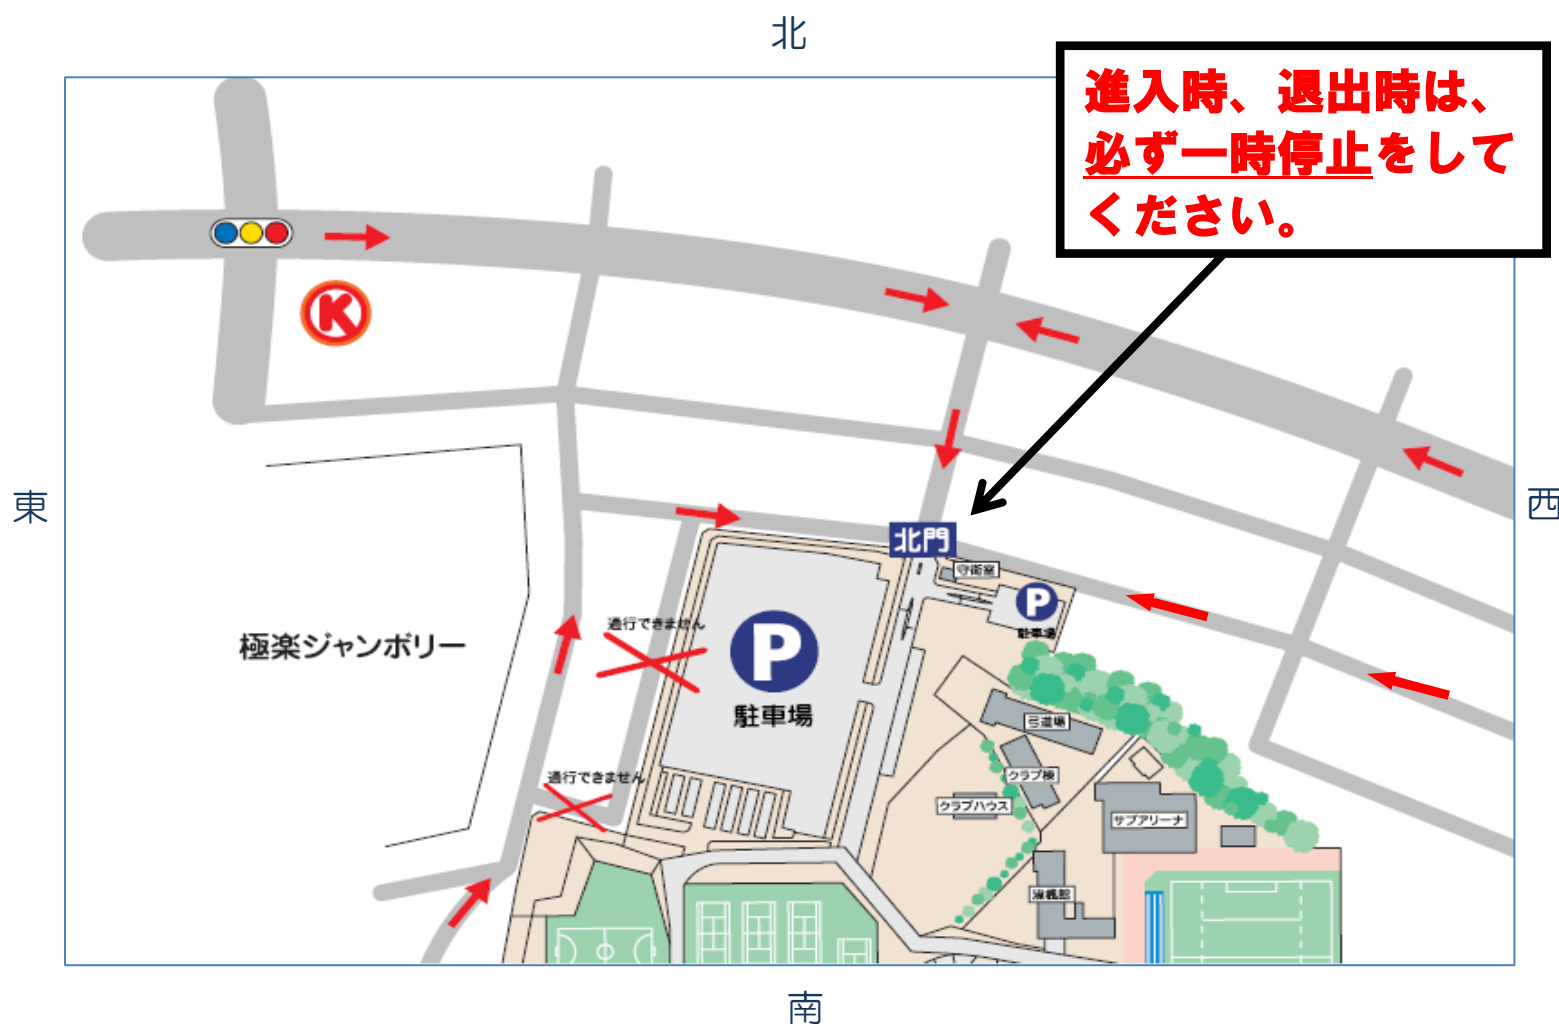 北
進入時、退出時は、
必ず一時停止をして
ください。
K
東
西
北門
守衛室
P
駐車場
通行できません
極楽ジャンボリー
P
駐車場
弓道場
通行できません
クラブ棟
クラブハウス
サブアリーナ
南